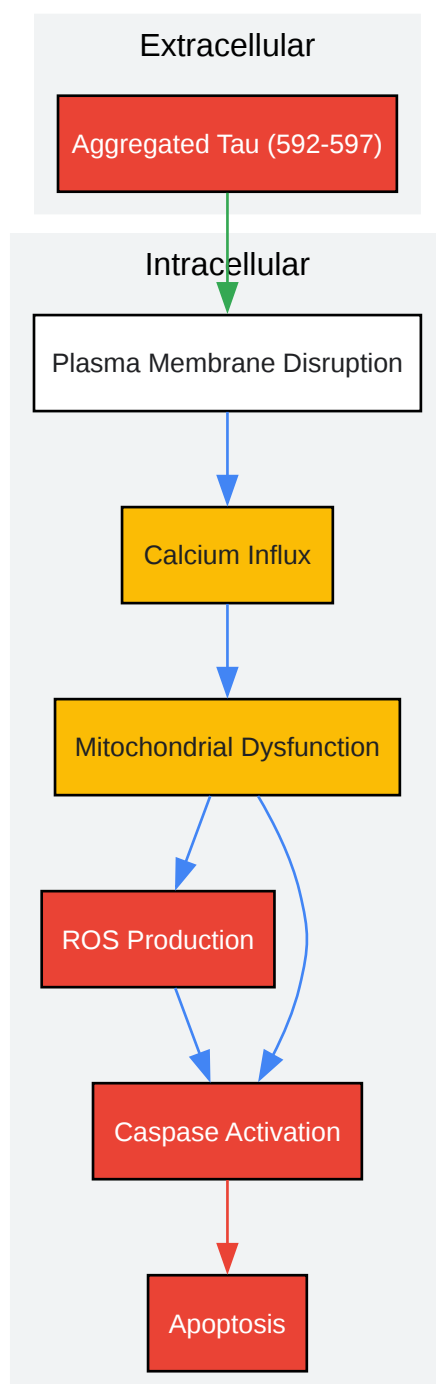 Extracellular
Aggregated Tau (592-597)
Intracellular
Plasma Membrane Disruption
Calcium Influx
Mitochondrial Dysfunction
ROS Production
Caspase Activation
Apoptosis